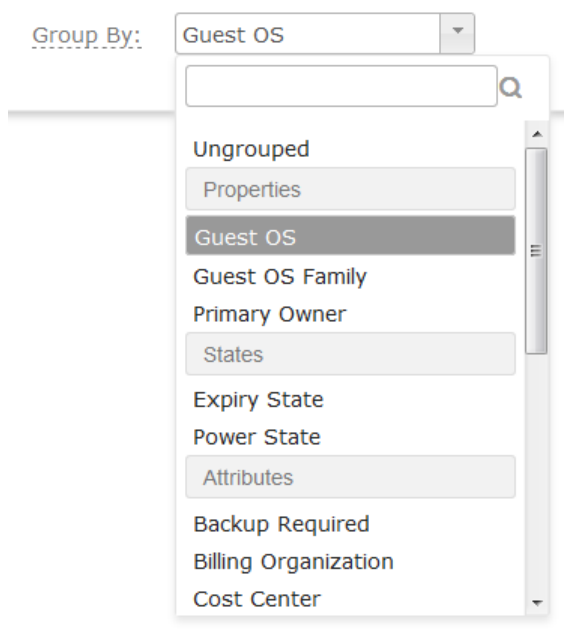 Group By: Guest OS
Ungrouped
Properties
Guest OS
Guest OS Family
Primary Owner
States
Expiry State
Power State
Attributes
Backup Required
Billing Organization
Cost Center